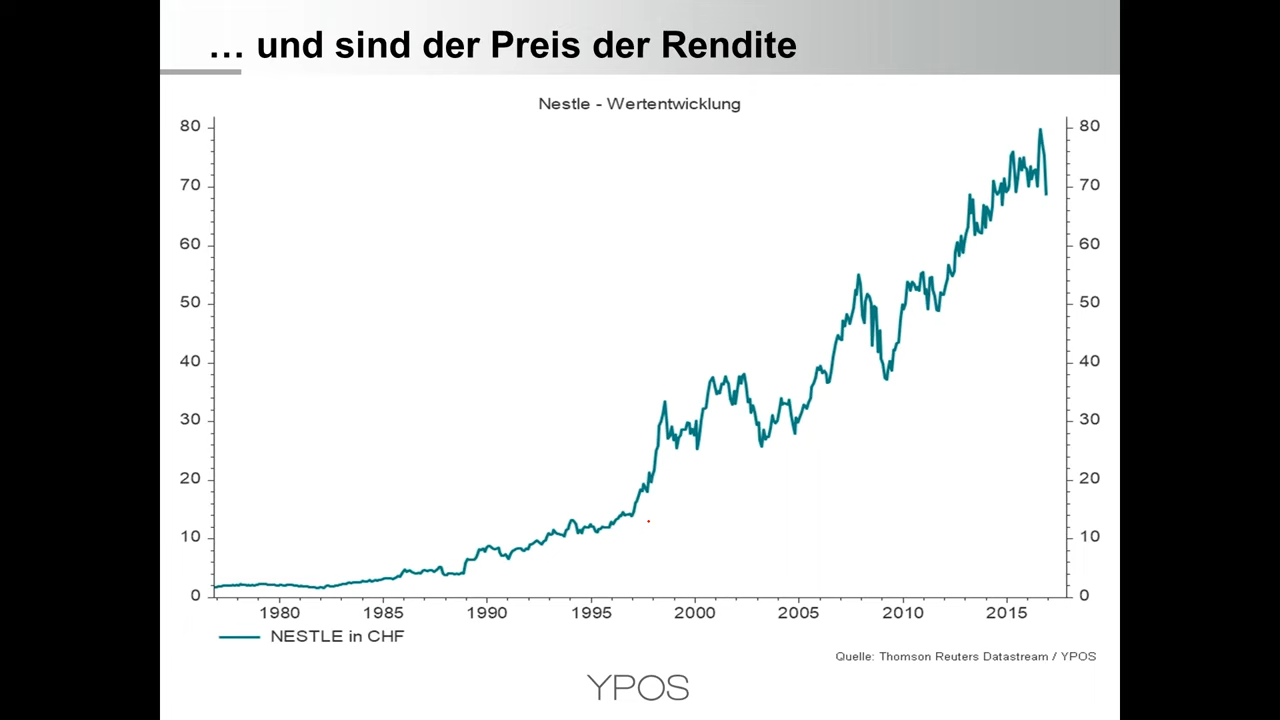 … und sind der Preis der Rendite
Nestle - Wertentwicklung
80 80
70 70
60 60
50 50
40 40
30 30
20 20
10 10
0 0
1980 1985 1990 1995 2000 2005 2010 2015
NESTLE in CHF
Quelle: Thomson Reuters Datastream / YPOS
YPOS